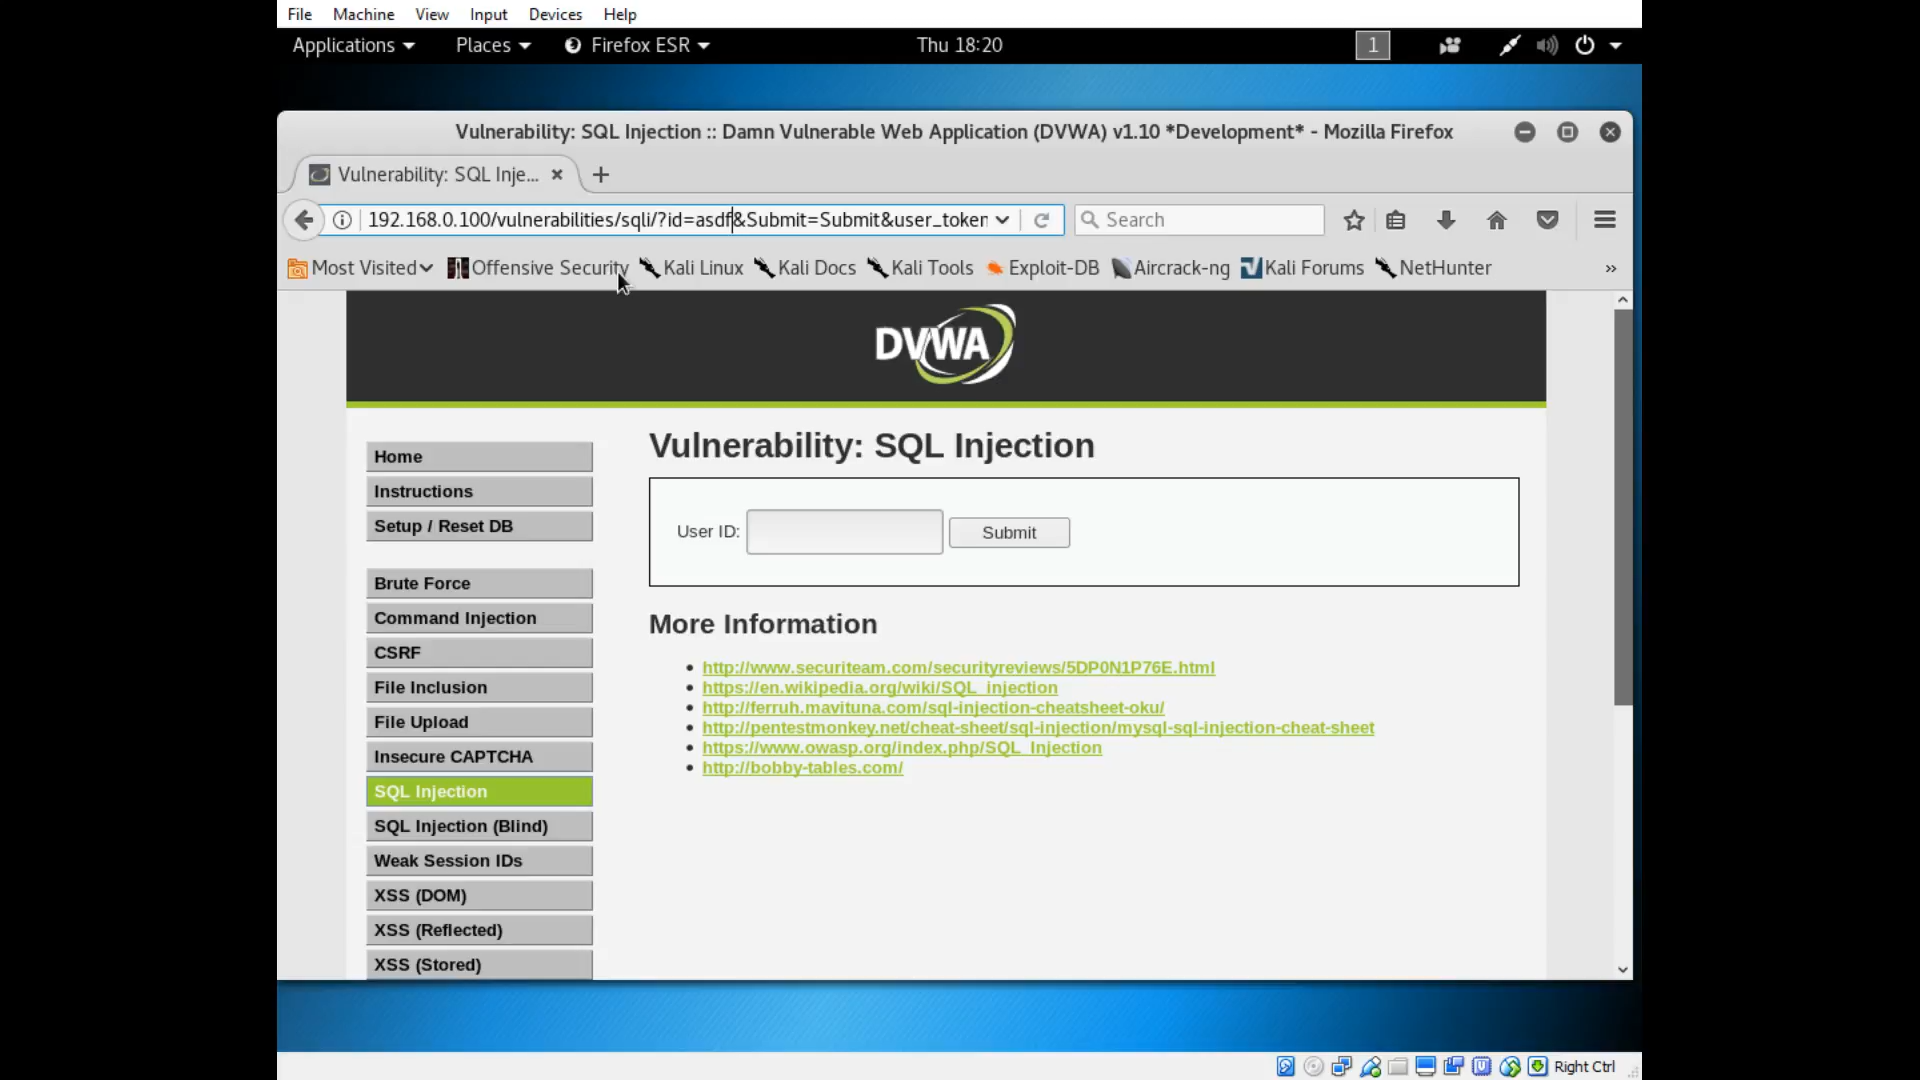 File Machine View Input Devices Help
Applications Places Firefox ESR Thu 18:20 1
Vulnerability: SQL Injection :: Damn Vulnerable Web Application (DVWA) v1.10 *Development* - Mozilla Firefox
Vulnerability: SQL Inje...
192.168.0.100/vulnerabilities/sqli/?id=asdf&Submit=Submit&user_token Search
Most Visited Offensive Security Kali Linux Kali Docs Kali Tools Exploit-DB Aircrack-ng Kali Forums NetHunter »
DVWA
Vulnerability: SQL Injection
Home
Instructions
Setup / Reset DB
User ID: Submit
Brute Force
Command Injection
CSRF
File Inclusion
File Upload
Insecure CAPTCHA
SQL Injection
SQL Injection (Blind)
Weak Session IDs
XSS (DOM)
XSS (Reflected)
XSS (Stored)
More Information
http://www.securiteam.com/securityreviews/5DP0N1P76E.html
https://en.wikipedia.org/wiki/SQL_injection
http://ferruh.mavituna.com/sql-injection-cheatsheet-oku/
http://pentestmonkey.net/cheat-sheet/sql-injection/mysql-sql-injection-cheat-sheet
https://www.owasp.org/index.php/SQL_Injection
http://bobby-tables.com/
Right Ctrl